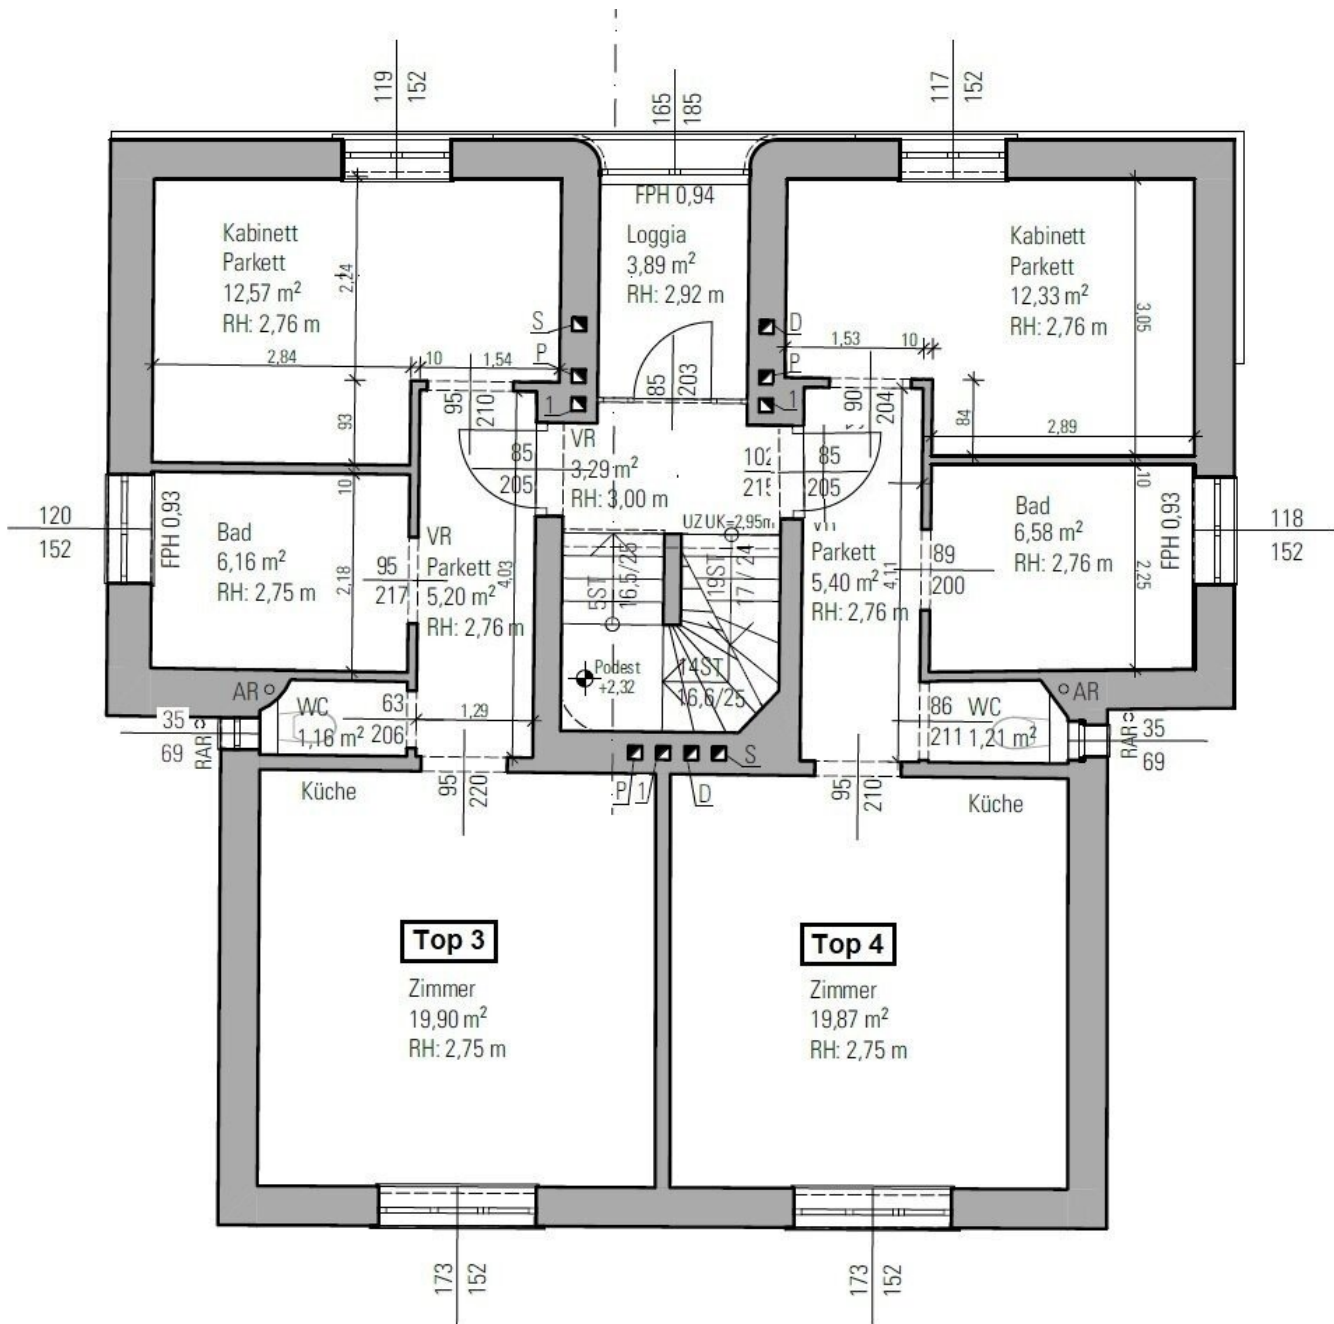 119
152
165
185
117
152
FPH 0,94
Kabinett
Parkett
12,57 m²
RH: 2,76 m
2,24
Loggia
3,89 m²
RH: 2,92 m
Kabinett
Parkett
12,33 m²
RH: 2,76 m
3,05
S
P
1
D
P
1
2,84
10
1,54
1,53
10
95
210
85
203
90
204
93
84
2,89
VR
3,29 m²
RH: 3,00 m
85
205
102
215
85
205
10
10
120
152
FPH 0,93
Bad
6,16 m²
RH: 2,75 m
2,18
95
217
VR
Parkett
5,20 m²
RH: 2,76 m
4,03
UZ UK=2,95m
5ST
16,5/25
19ST
17 / 24
Podest
+2,32
14ST
16,6/25
Parkett
5,40 m²
RH: 2,76 m
4,11
89
200
Bad
6,58 m²
RH: 2,76 m
2,25
FPH 0,93
118
152
AR
WC
1,16 m²
63
206
1,29
86
211
WC
1,21 m²
AR
35
69
RAR
RAR
35
69
Küche
95
220
P
1
D
S
95
210
Küche
Top 3
Top 4
Zimmer
19,90 m²
RH: 2,75 m
Zimmer
19,87 m²
RH: 2,75 m
173
152
173
152